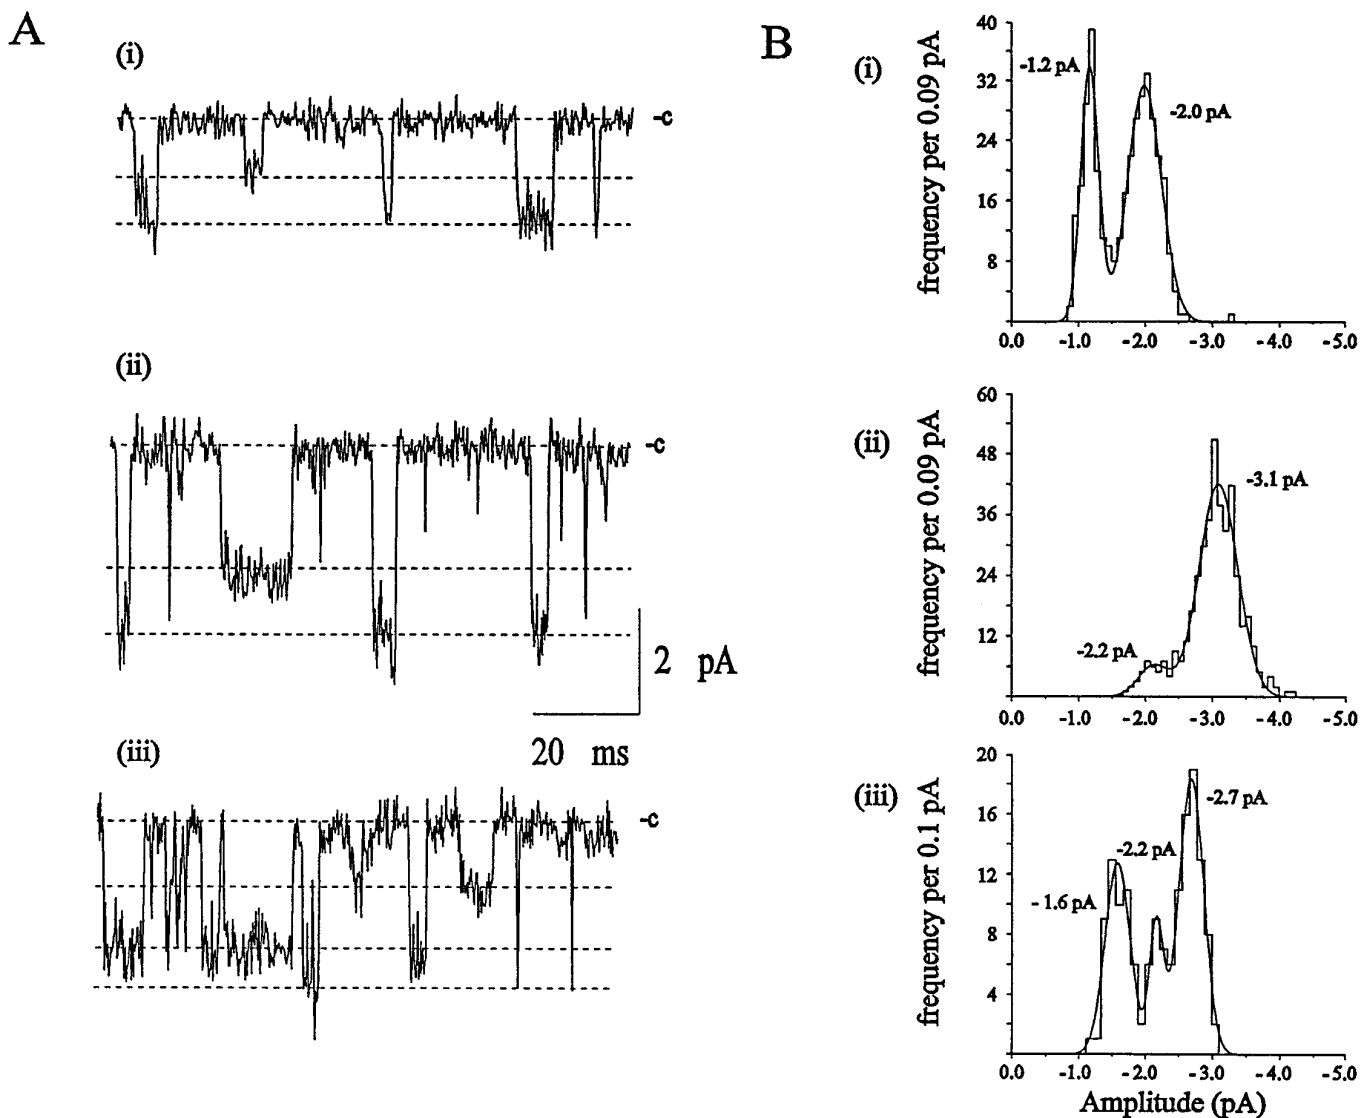 A
(i)
-c
(ii)
-c
2 pA
20 ms
(iii)
-c
B
(i)
frequency per 0.09 pA
40
32
24
16
8
-1.2 pA
-2.0 pA
0.0 -1.0 -2.0 -3.0 -4.0 -5.0
(ii)
frequency per 0.09 pA
60
48
36
24
12
-3.1 pA
-2.2 pA
0.0 -1.0 -2.0 -3.0 -4.0 -5.0
(iii)
frequency per 0.1 pA
20
16
12
8
4
-2.7 pA
-2.2 pA
-1.6 pA
0.0 -1.0 -2.0 -3.0 -4.0 -5.0
Amplitude (pA)